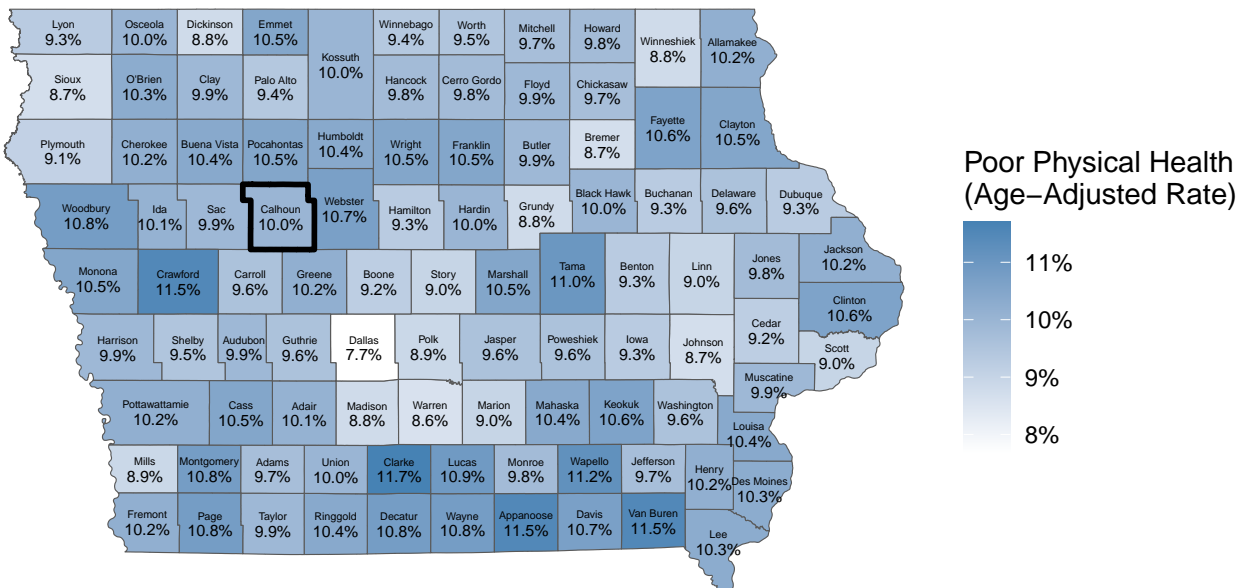 Lyon
9.3%
Osceola
10.0%
Dickinson
8.8%
Emmet
10.5%
Kossuth
10.0%
Winnebago
9.4%
Worth
9.5%
Mitchell
9.7%
Howard
9.8%
Winneshiek
8.8%
Allamakee
10.2%
Sioux
8.7%
O'Brien
10.3%
Clay
9.9%
Palo Alto
9.4%
Hancock
9.8%
Cerro Gordo
9.8%
Floyd
9.9%
Chickasaw
9.7%
Fayette
10.6%
Clayton
10.5%
Plymouth
9.1%
Cherokee
10.2%
Buena Vista
10.4%
Pocahontas
10.5%
Humboldt
10.4%
Wright
10.5%
Franklin
10.5%
Butler
9.9%
Bremer
8.7%
Poor Physical Health
(Age−Adjusted Rate)
Woodbury
10.8%
Ida
10.1%
Sac
9.9%
Calhoun
10.0%
Webster
10.7%
Hamilton
9.3%
Hardin
10.0%
Grundy
8.8%
Black Hawk
10.0%
Buchanan
9.3%
Delaware
9.6%
Dubuque
9.3%
Monona
10.5%
Crawford
11.5%
Carroll
9.6%
Greene
10.2%
Boone
9.2%
Story
9.0%
Marshall
10.5%
Tama
11.0%
Benton
9.3%
Linn
9.0%
Jones
9.8%
Jackson
10.2%
Clinton
10.6%
11%
10%
9%
8%
Harrison
9.9%
Shelby
9.5%
Audubon
9.9%
Guthrie
9.6%
Dallas
7.7%
Polk
8.9%
Jasper
9.6%
Poweshiek
9.6%
Iowa
9.3%
Johnson
8.7%
Cedar
9.2%
Scott
9.0%
Muscatine
9.9%
Pottawattamie
10.2%
Cass
10.5%
Adair
10.1%
Madison
8.8%
Warren
8.6%
Marion
9.0%
Mahaska
10.4%
Keokuk
10.6%
Washington
9.6%
Louisa
10.4%
Mills
8.9%
Montgomery
10.8%
Adams
9.7%
Union
10.0%
Clarke
11.7%
Lucas
10.9%
Monroe
9.8%
Wapello
11.2%
Jefferson
9.7%
Henry
10.2%
Des Moines
10.3%
Fremont
10.2%
Page
10.8%
Taylor
9.9%
Ringgold
10.4%
Decatur
10.8%
Wayne
10.8%
Appanoose
11.5%
Davis
10.7%
Van Buren
11.5%
Lee
10.3%